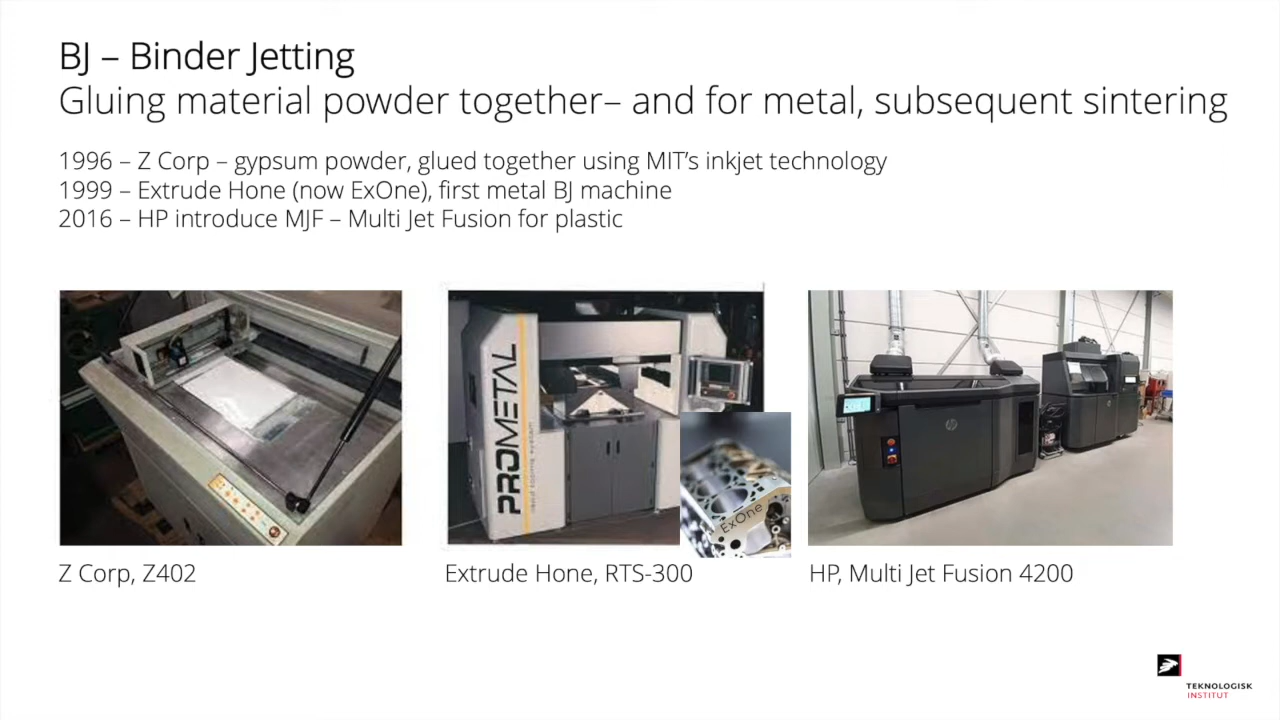 BJ – Binder Jetting
Gluing material powder together– and for metal, subsequent sintering
1996 – Z Corp – gypsum powder, glued together using MIT's inkjet technology
1999 – Extrude Hone (now ExOne), first metal BJ machine
2016 – HP introduce MJF – Multi Jet Fusion for plastic
PROMETAL
ExOne
hp
Z Corp, Z402
Extrude Hone, RTS-300
HP, Multi Jet Fusion 4200
TEKNOLOGISK
INSTITUT